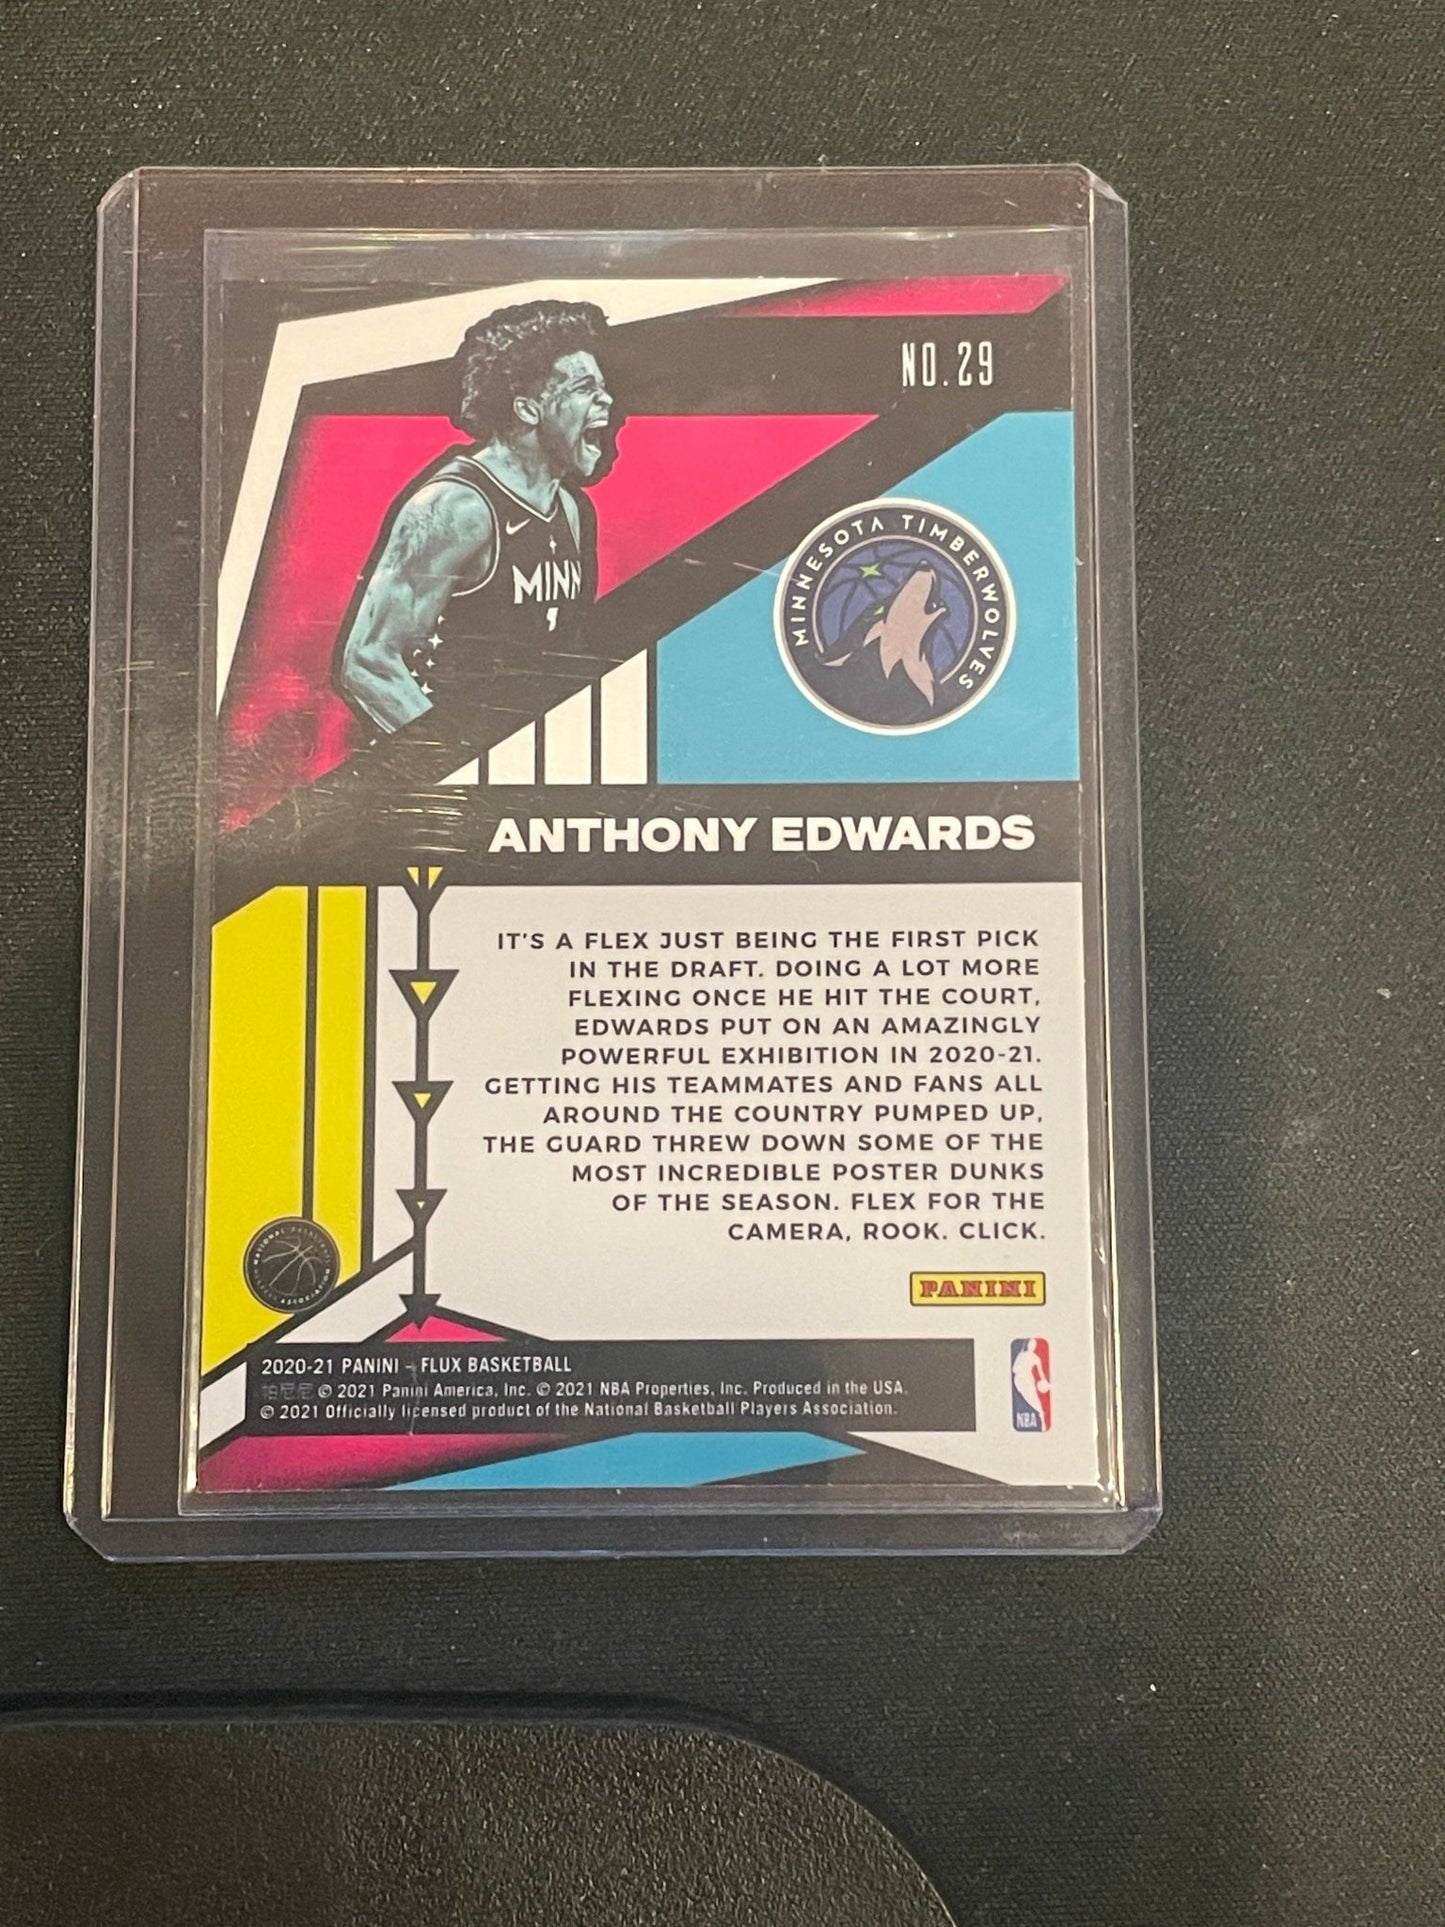 NO.29
MINN
MINNESOTA TIMBERWOLVES
ANTHONY EDWARDS
IT'S A FLEX JUST BEING THE FIRST PICK
IN THE DRAFT. DOING A LOT MORE
FLEXING ONCE HE HIT THE COURT,
EDWARDS PUT ON AN AMAZINGLY
POWERFUL EXHIBITION IN 2020-21.
GETTING HIS TEAMMATES AND FANS ALL
AROUND THE COUNTRY PUMPED UP,
THE GUARD THREW DOWN SOME OF THE
MOST INCREDIBLE POSTER DUNKS
OF THE SEASON. FLEX FOR THE
CAMERA, ROOK. CLICK.
PANINI
2020-21 PANINI - FLUX BASKETBALL
帕尼尼 © 2021 Panini America, Inc. © 2021 NBA Properties, Inc. Produced in the USA.
© 2021 Officially licensed product of the National Basketball Players Association.
NBA